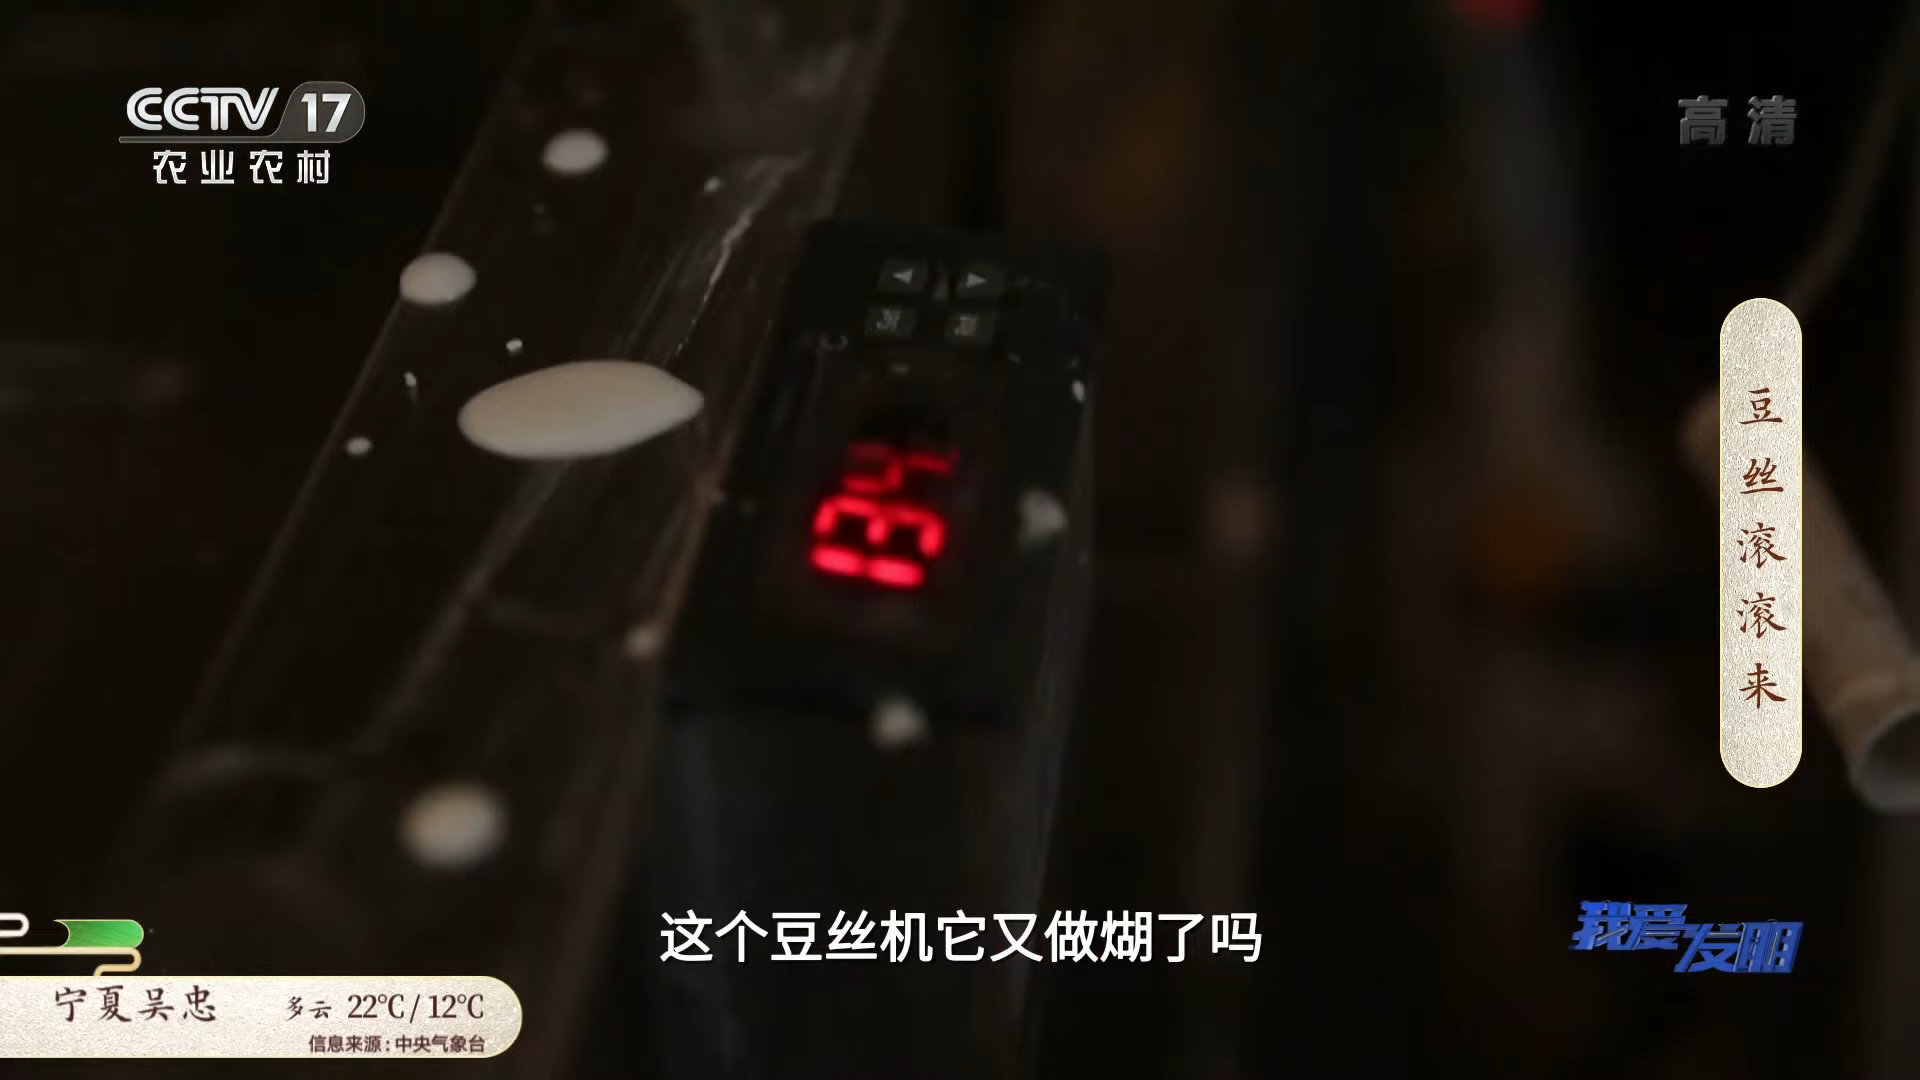 CCTV 17
农业农村
高清
豆丝滚滚来
这个豆丝机它又做煳了吗
我爱发明
宁夏吴忠 多云 22℃/12℃
信息来源:中央气象台